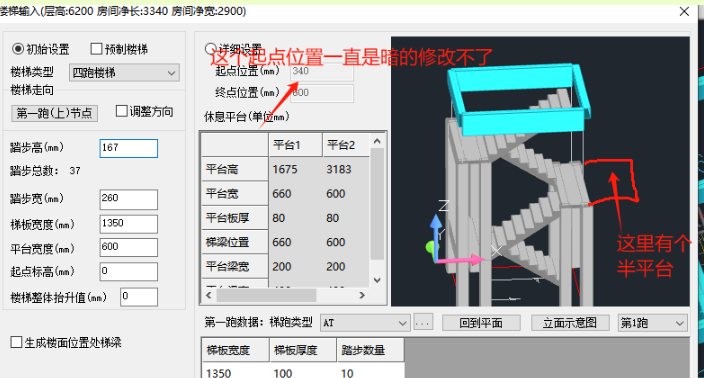 楼梯输入(层高:6200 房间净长:3340 房间净宽:2900)
初始设置 预制楼梯
楼梯类型 四跑楼梯
楼梯走向
第一跑(上)节点 调整方向
踏步高(mm) 167
踏步总数: 37
踏步宽(mm) 260
梯板宽度(mm) 1350
平台宽度(mm) 600
起点标高(mm) 0
楼梯整体抬升值(mm) 0
生成楼面位置处梯梁
详细设置
这个起点位置一直是暗的修改不了
起点位置(mm) 340
终点位置(mm) 600
休息平台(单位mm)
平台1 平台2
平台高 1675 3183
平台宽 660 600
平台板厚 80 80
梯梁位置 660 600
平台梁宽 200 200
Z
Y
X
这里有个
半平台
第一跑数据: 梯跑类型 AT ... 回到平面 立面示意图 第1跑
梯板宽度 梯板厚度 踏步数量
1350 100 10